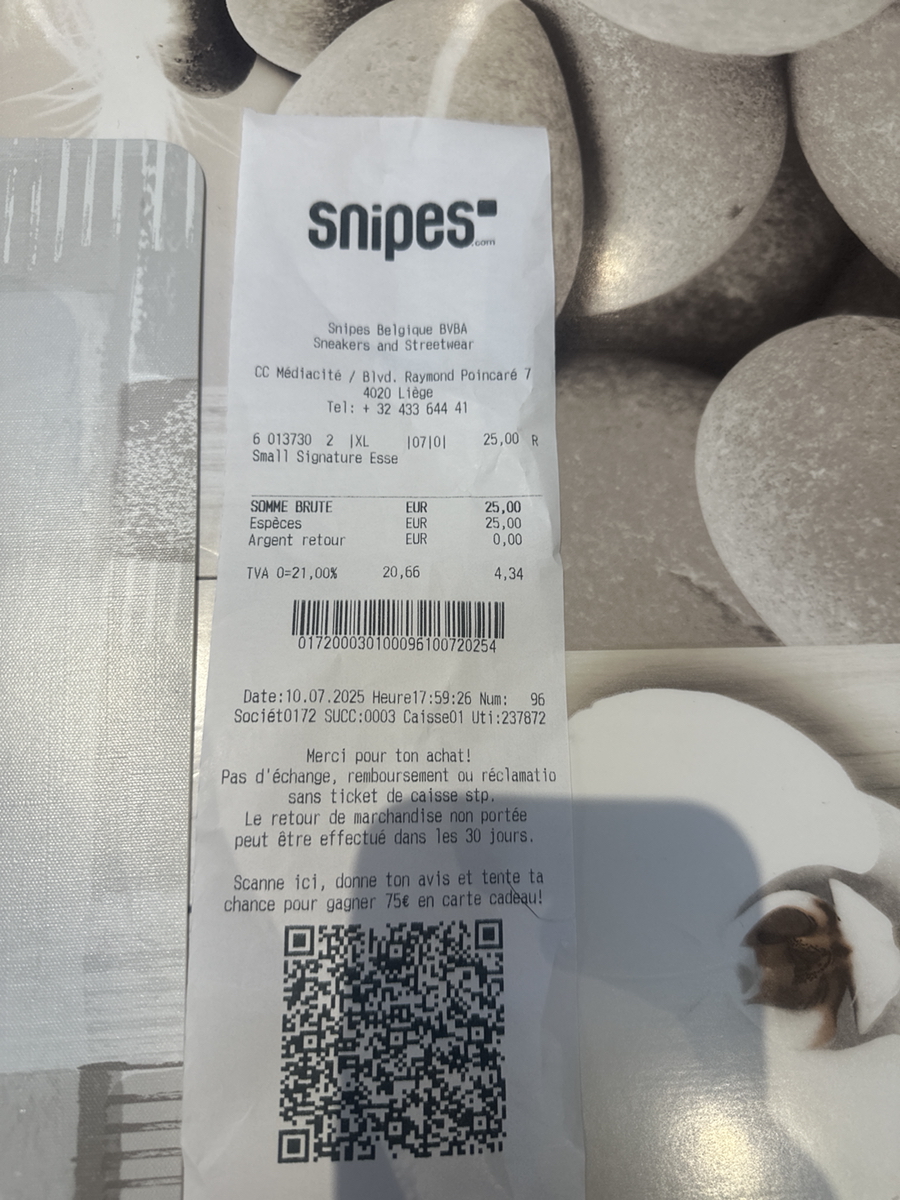 snipes
.com
Snipes Belgique BVBA
Sneakers and Streetwear
CC Médiacité / Blvd. Raymond Poincaré 7
4020 Liège
Tel: + 32 433 644 41
6 013730 2 |XL |07|0| 25,00 R
Small Signature Esse
SOMME BRUTE EUR 25,00
Espèces EUR 25,00
Argent retour EUR 0,00
TVA 0=21,00% 20,66 4,34
017200030100096100720254
Date:10.07.2025 Heure17:59:26 Num: 96
Sociét0172 SUCC:0003 Caisse01 Uti:237872
Merci pour ton achat!
Pas d'échange, remboursement ou réclamatio
sans ticket de caisse stp.
Le retour de marchandise non portée
peut être effectué dans les 30 jours.
Scanne ici, donne ton avis et tente ta
chance pour gagner 75€ en carte cadeau!